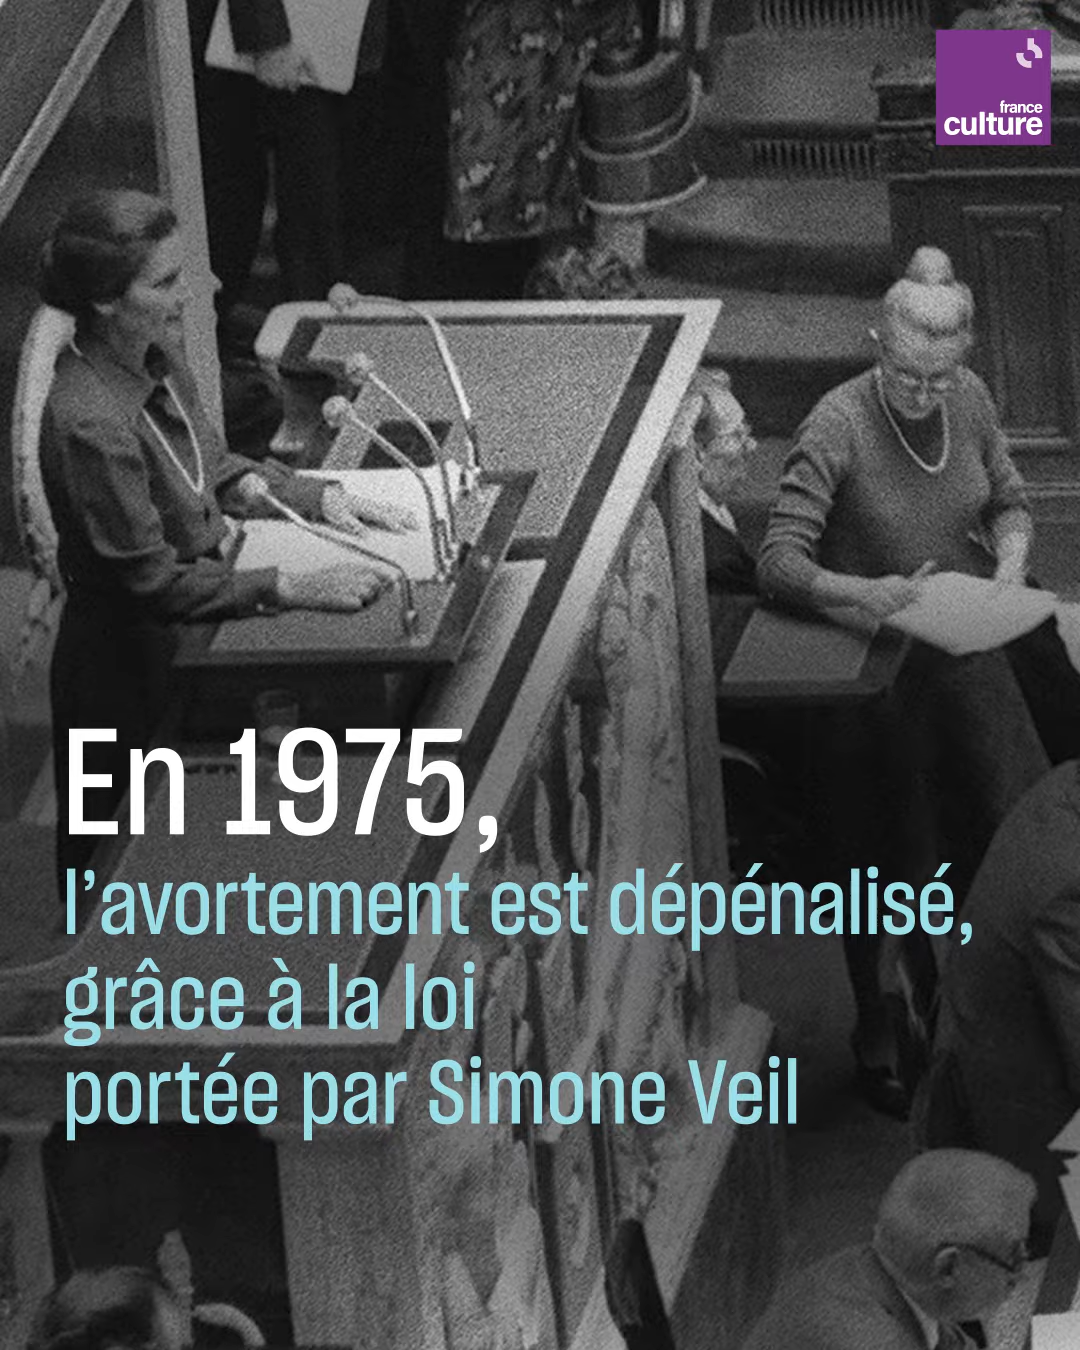 france
culture
En 1975,
l'avortement est dépénalisé,
grâce à la loi
portée par Simone Veil